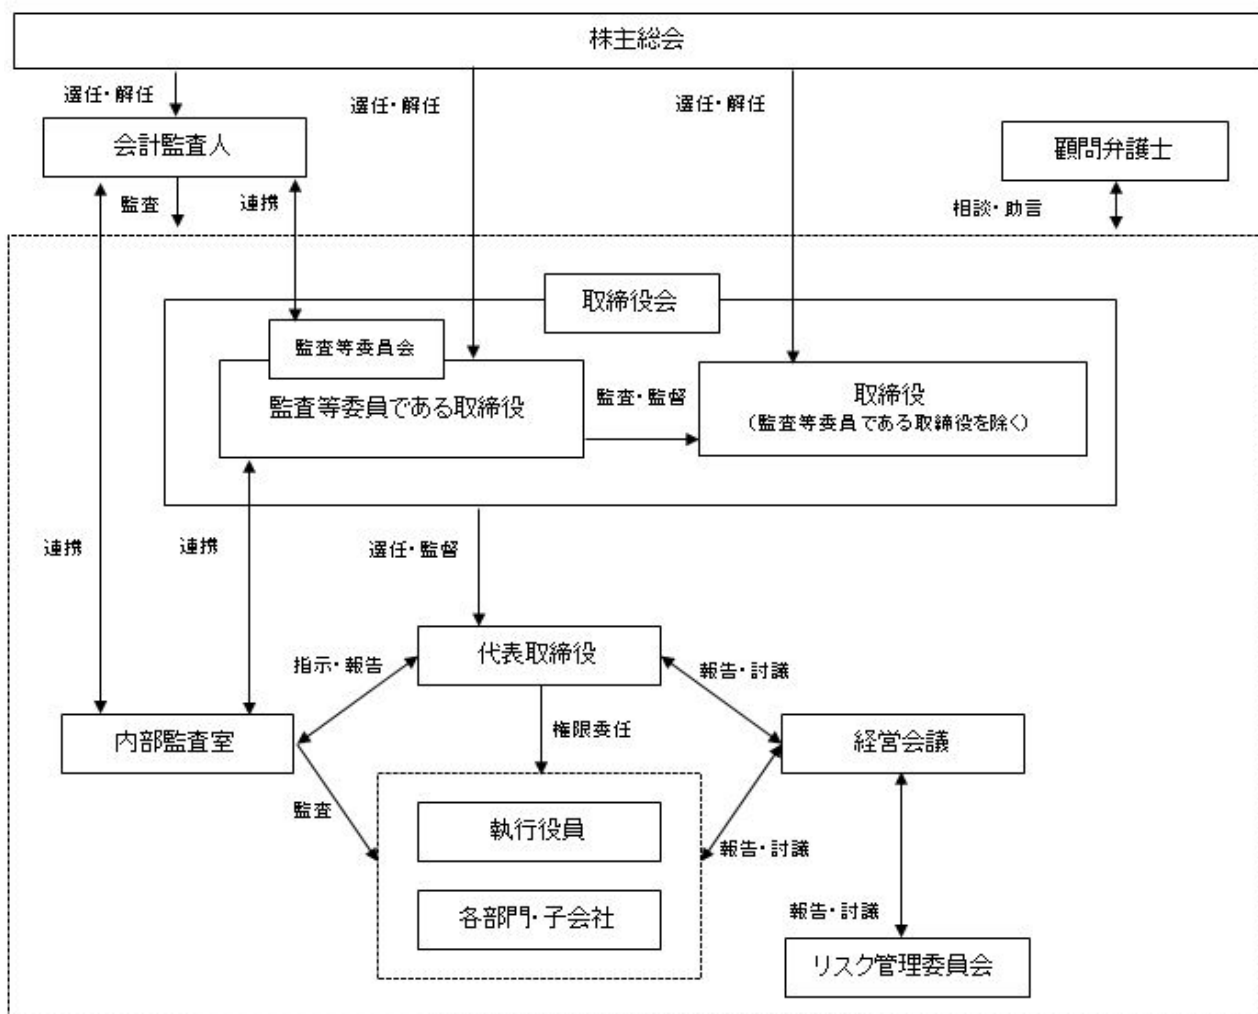 株主総会
選任・解任
選任・解任
選任・解任
会計監査人
顧問弁護士
監査
連携
相談・助言
取締役会
監査等委員会
監査等委員である取締役
監査・監督
取締役
(監査等委員である取締役を除く)
連携
連携
選任・監督
代表取締役
指示・報告
報告・討議
内部監査室
権限委任
経営会議
監査
執行役員
報告・討議
各部門・子会社
報告・討議
リスク管理委員会